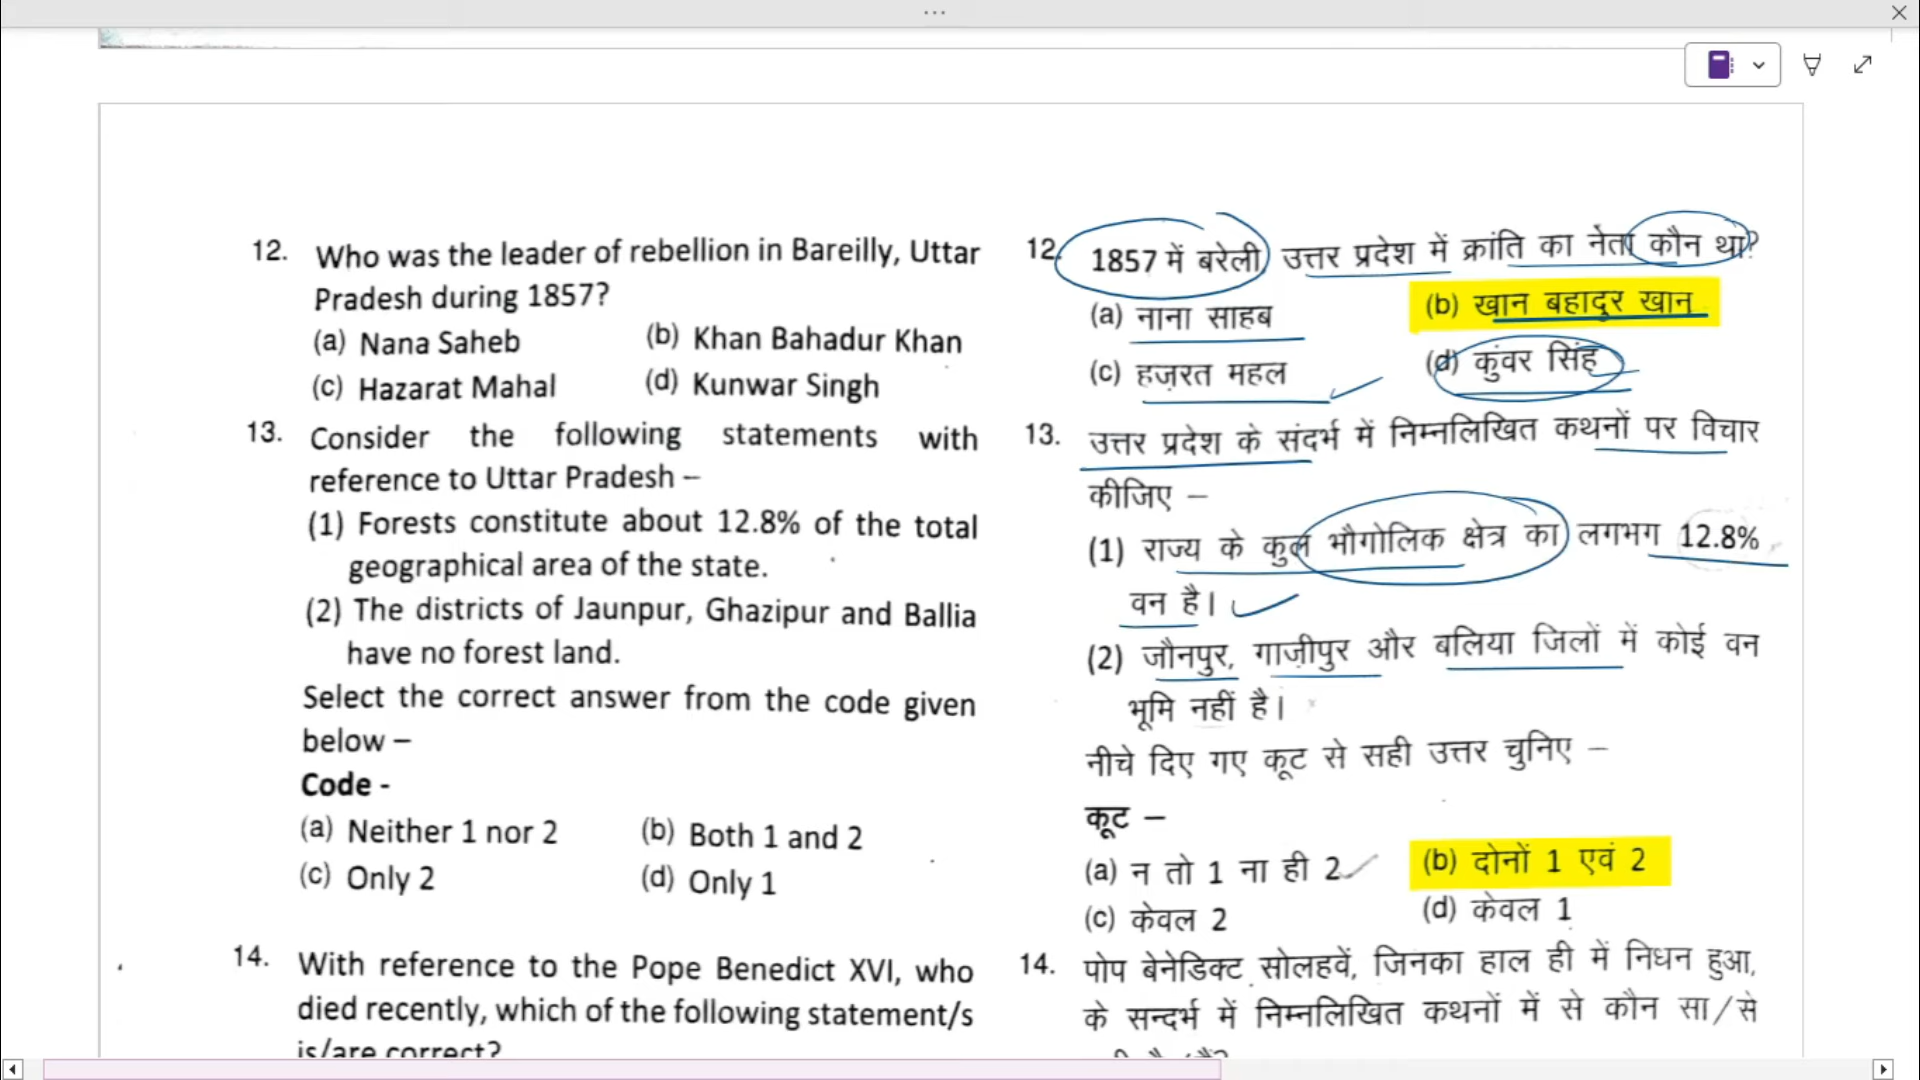 12. Who was the leader of rebellion in Bareilly, Uttar
Pradesh during 1857?
(a) Nana Saheb (b) Khan Bahadur Khan
(c) Hazarat Mahal (d) Kunwar Singh
13. Consider the following statements with
reference to Uttar Pradesh –
(1) Forests constitute about 12.8% of the total
geographical area of the state.
(2) The districts of Jaunpur, Ghazipur and Ballia
have no forest land.
Select the correct answer from the code given
below –
Code -
(a) Neither 1 nor 2 (b) Both 1 and 2
(c) Only 2 (d) Only 1
14. With reference to the Pope Benedict XVI, who
died recently, which of the following statement/s
is/are correct?
12. 1857 में बरेली, उत्तर प्रदेश में क्रांति का नेता कौन था?
(a) नाना साहब (b) खान बहादुर खान
(c) हज़रत महल (d) कुंवर सिंह
13. उत्तर प्रदेश के संदर्भ में निम्नलिखित कथनों पर विचार
कीजिए –
(1) राज्य के कुल भौगोलिक क्षेत्र का लगभग 12.8%
वन है।
(2) जौनपुर, गाज़ीपुर और बलिया जिलों में कोई वन
भूमि नहीं है।
नीचे दिए गए कूट से सही उत्तर चुनिए –
कूट –
(a) न तो 1 ना ही 2 (b) दोनों 1 एवं 2
(c) केवल 2 (d) केवल 1
14. पोप बेनेडिक्ट सोलहवें, जिनका हाल ही में निधन हुआ,
के सन्दर्भ में निम्नलिखित कथनों में से कौन सा/से